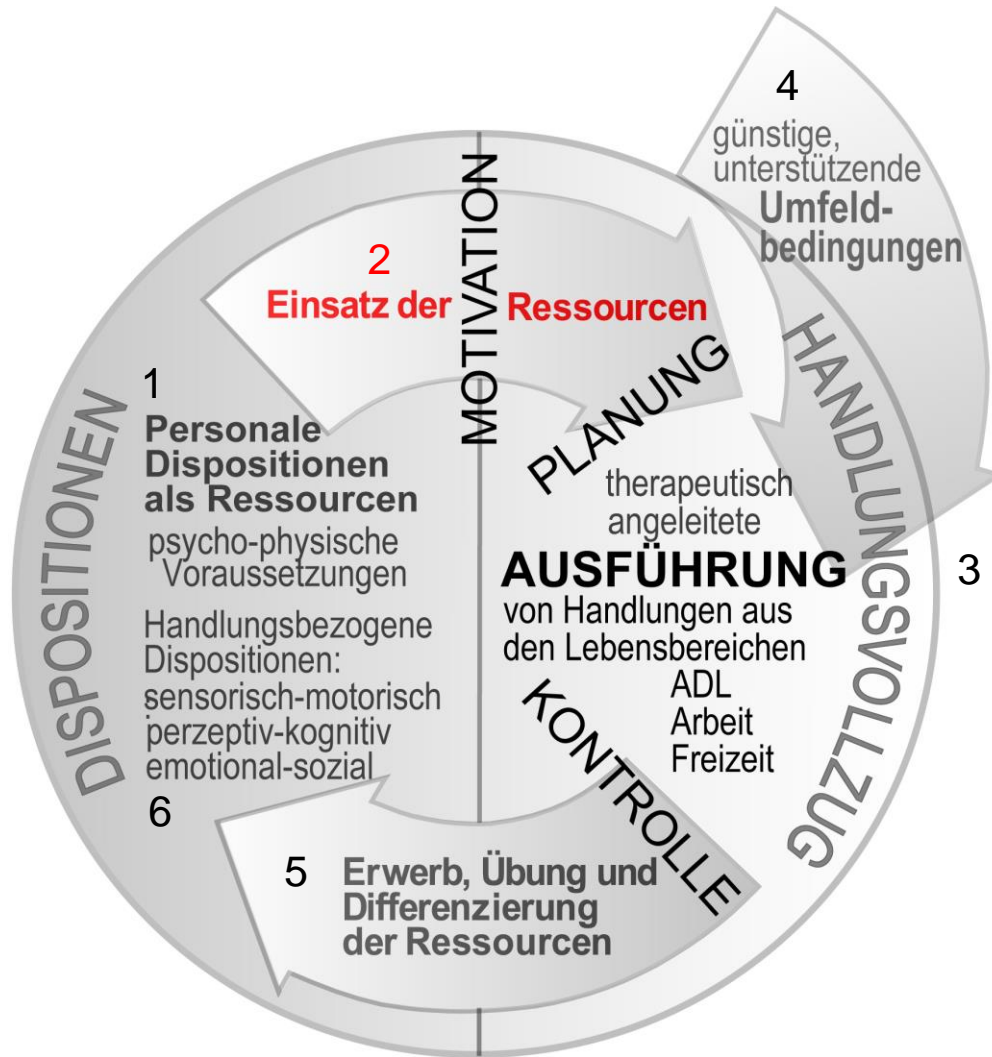 4
günstige,
unterstützende
Umfeld-
bedingungen
MOTIVATION
2
Einsatz der Ressourcen
PLANUNG
HANDLUNGSVOLLZUG
DISPOSITIONEN
1
Personale
Dispositionen
als Ressourcen
psycho-physische
Voraussetzungen
Handlungsbezogene
Dispositionen:
sensorisch-motorisch
perzeptiv-kognitiv
emotional-sozial
6
therapeutisch
angeleitete
AUSFÜHRUNG
3
von Handlungen aus
den Lebensbereichen
ADL
Arbeit
Freizeit
KONTROLLE
5
Erwerb, Übung und
Differenzierung
der Ressourcen